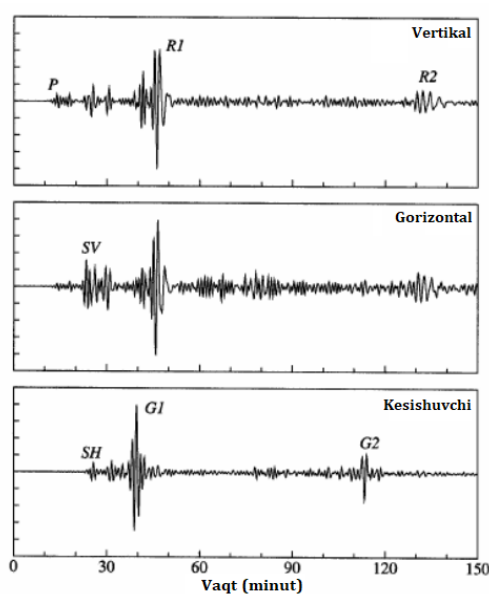 Vertikal
R1
P
R2
Gorizontal
SV
Kesishuvchi
G1
SH
G2
0 30 60 90 120 150
Vaqt (minut)